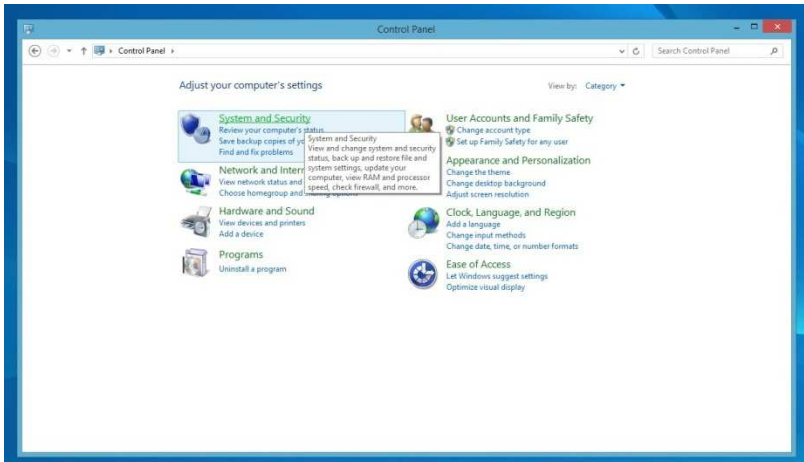 Control Panel
Control Panel
Search Control Panel
Adjust your computer's settings
View by: Category
System and Security
Review your computer's status
Save backup copies of yo
Find and fix problems
System and Security
View and change system and security
status, back up and restore file and
system settings, update your
computer, view RAM and processor
speed, check firewall, and more.
Network and Intern
View network status and
Choose homegroup and sharing options
Hardware and Sound
View devices and printers
Add a device
Programs
Uninstall a program
User Accounts and Family Safety
Change account type
Set up Family Safety for any user
Appearance and Personalization
Change the theme
Change desktop background
Adjust screen resolution
Clock, Language, and Region
Add a language
Change input methods
Change date, time, or number formats
Ease of Access
Let Windows suggest settings
Optimize visual display